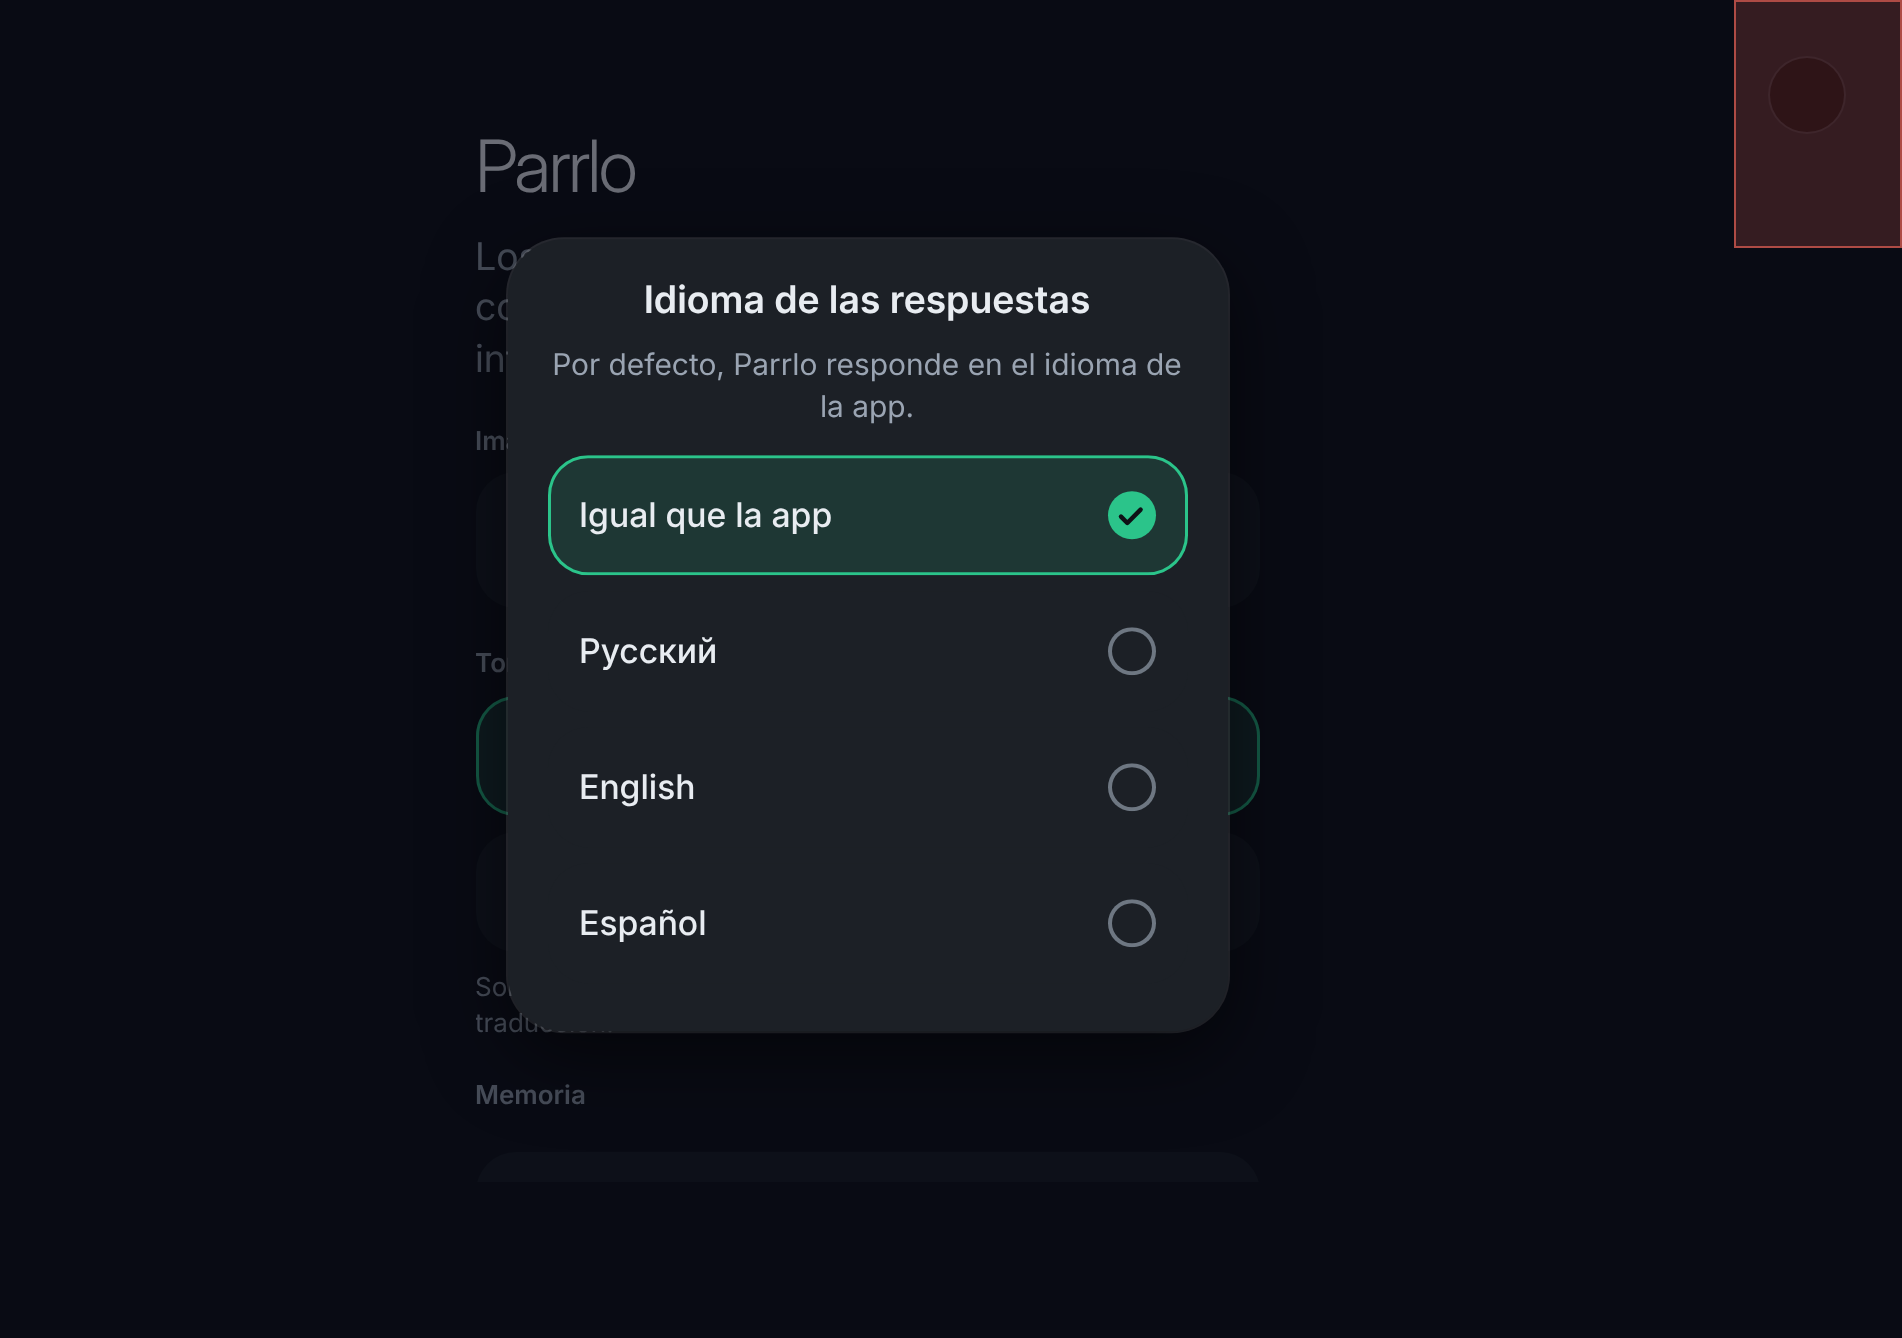 Parrlo
Idioma de las respuestas
Por defecto, Parrlo responde en el idioma de
la app.
Igual que la app
Русский
English
Español
Memoria